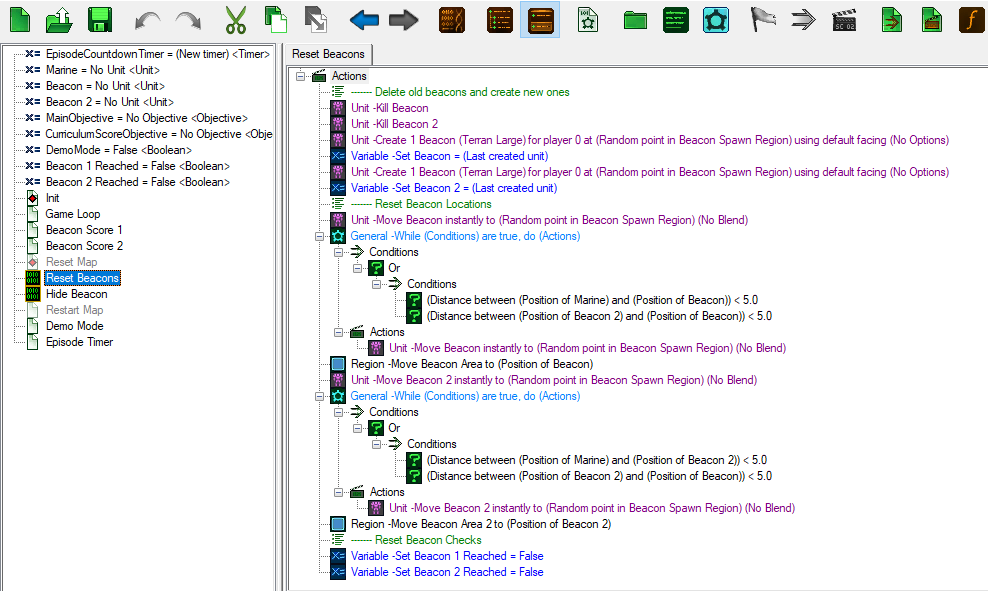 SC 02
EpisodeCountdownTimer = (New timer) <Timer>
Marine = No Unit <Unit>
Beacon = No Unit <Unit>
Beacon 2 = No Unit <Unit>
MainObjective = No Objective <Objective>
CurriculumScoreObjective = No Objective <Obje
DemoMode = False <Boolean>
Beacon 1 Reached = False <Boolean>
Beacon 2 Reached = False <Boolean>
Init
Game Loop
Beacon Score 1
Beacon Score 2
Reset Map
Reset Beacons
Hide Beacon
Restart Map
Demo Mode
Episode Timer
Reset Beacons
Actions
------- Delete old beacons and create new ones
Unit -Kill Beacon
Unit -Kill Beacon 2
Unit -Create 1 Beacon (Terran Large) for player 0 at (Random point in Beacon Spawn Region) using default facing (No Options)
Variable -Set Beacon = (Last created unit)
Unit -Create 1 Beacon (Terran Large) for player 0 at (Random point in Beacon Spawn Region) using default facing (No Options)
Variable -Set Beacon 2 = (Last created unit)
------- Reset Beacon Locations
Unit -Move Beacon instantly to (Random point in Beacon Spawn Region) (No Blend)
General -While (Conditions) are true, do (Actions)
Conditions
Or
Conditions
(Distance between (Position of Marine) and (Position of Beacon)) < 5.0
(Distance between (Position of Beacon 2) and (Position of Beacon)) < 5.0
Actions
Unit -Move Beacon instantly to (Random point in Beacon Spawn Region) (No Blend)
Region -Move Beacon Area to (Position of Beacon)
Unit -Move Beacon 2 instantly to (Random point in Beacon Spawn Region) (No Blend)
General -While (Conditions) are true, do (Actions)
Conditions
Or
Conditions
(Distance between (Position of Marine) and (Position of Beacon 2)) < 5.0
(Distance between (Position of Beacon 2) and (Position of Beacon)) < 5.0
Actions
Unit -Move Beacon 2 instantly to (Random point in Beacon Spawn Region) (No Blend)
Region -Move Beacon Area 2 to (Position of Beacon 2)
------- Reset Beacon Checks
Variable -Set Beacon 1 Reached = False
Variable -Set Beacon 2 Reached = False